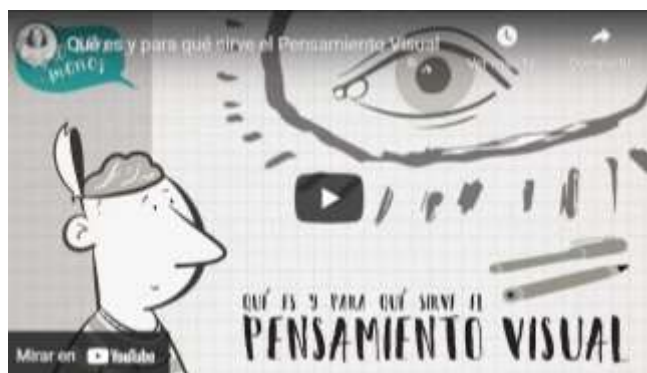 Qué es y para qué sirve el Pensamiento Visual
QUÉ ES Y PARA QUÉ SIRVE EL
PENSAMIENTO VISUAL
Mirar en YouTube